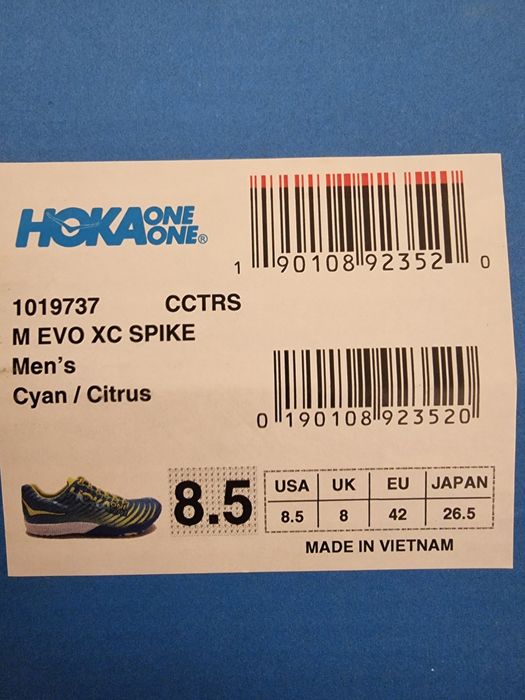 HOKA ONE ONE®
1 90108 92352 0
1019737 CCTRS
M EVO XC SPIKE
Men's
Cyan / Citrus
0 190108 923520
8.5
USA UK EU JAPAN
8.5 8 42 26.5
MADE IN VIETNAM